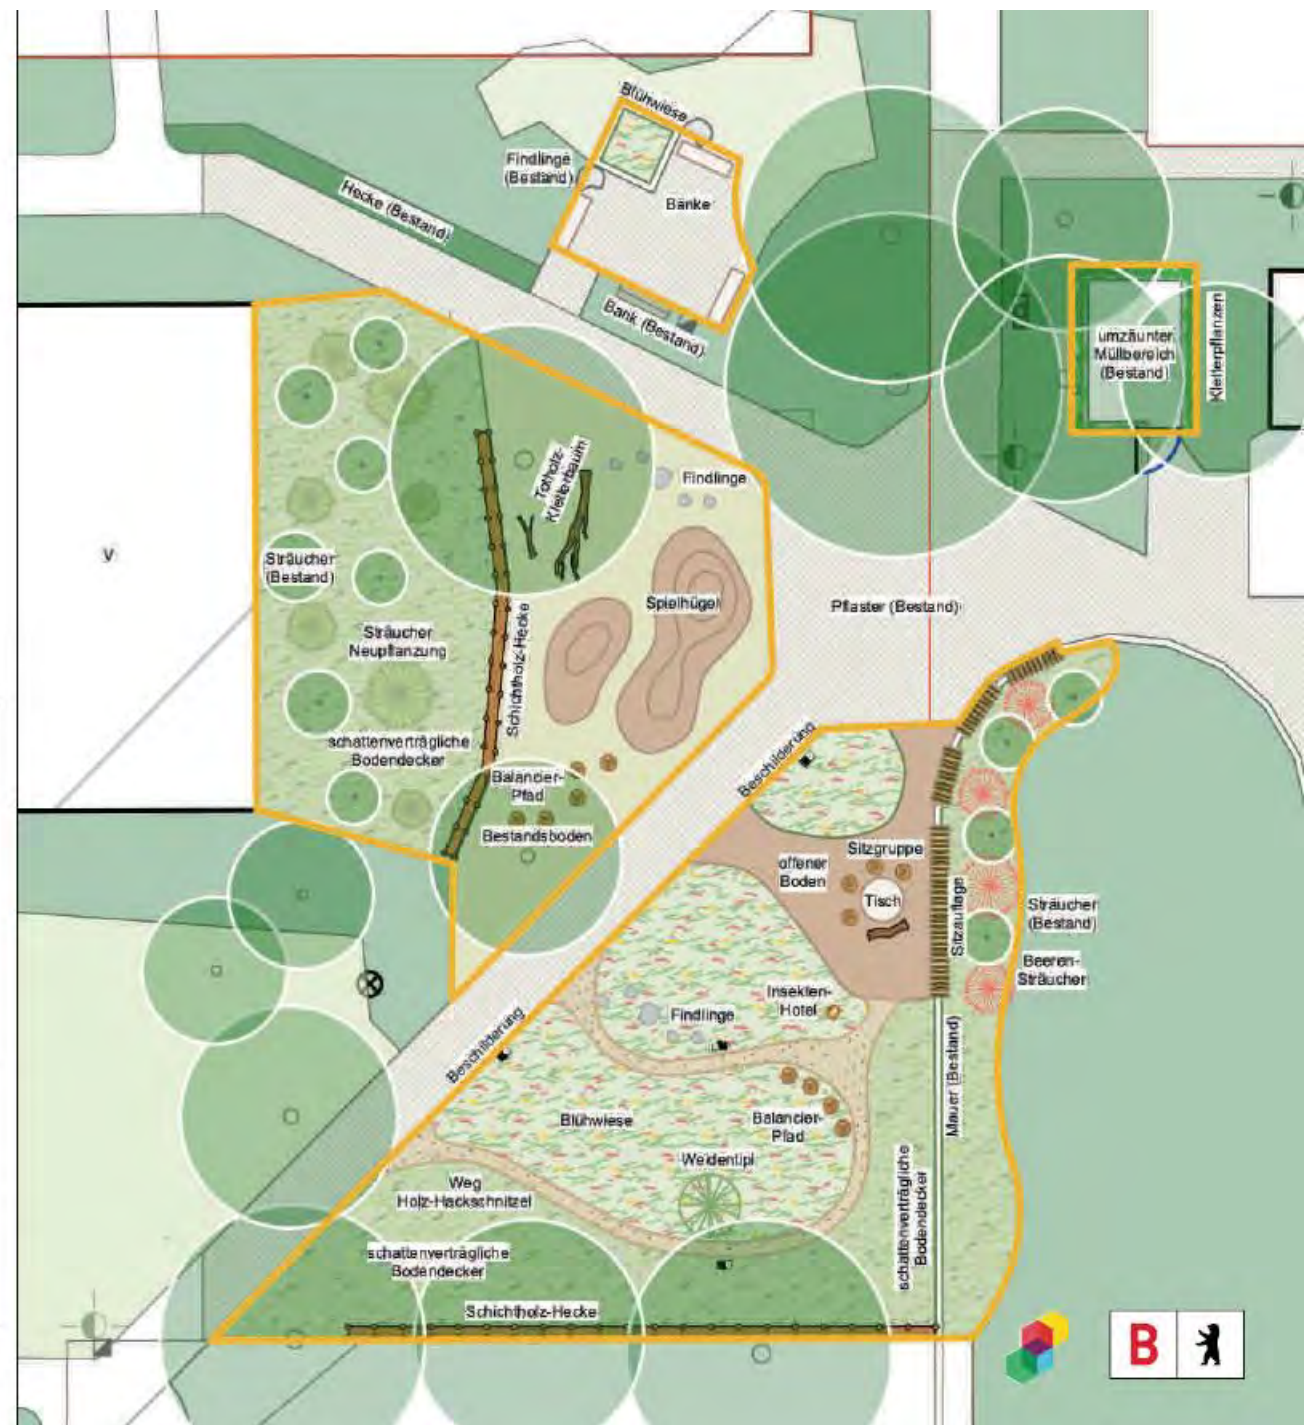 Blühwiese
Findlinge
(Bestand)
Hecke (Bestand)
Bänke
Bank (Bestand)
umzäunter
Müllbereich
(Bestand)
Kletterpflanzen
Totholz-
Kletterbaum
Findlinge
V
Sträucher
(Bestand)
Spielhügel
Pflaster (Bestand)
Sträucher
Neupflanzung
Schichtholz-Hecke
schattenverträgliche
Bodendecker
Balancier-
Pfad
Bestandsboden
Beschilderung
Sitzgruppe
offener
Boden
Tisch
Sitzauflage
Sträucher
(Bestand)
Beeren-
Sträucher
Insekten-
Hotel
Findlinge
Beschilderung
Mauer (Bestand)
Blühwiese
Balancier-
Pfad
Weidentipi
Weg
Holz-Hackschnitzel
schattenverträgliche
Bodendecker
schattenverträgliche
Bodendecker
Schichtholz-Hecke
B